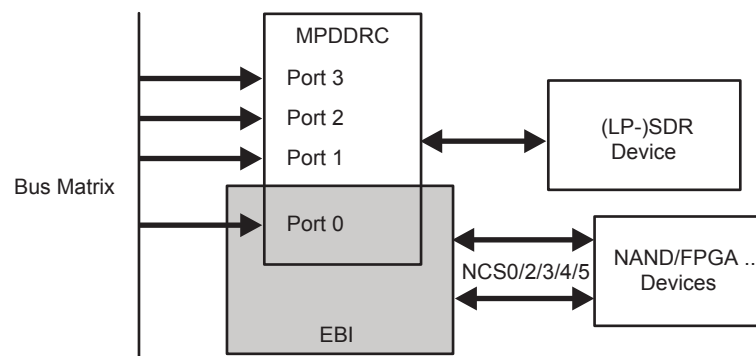 MPDDRC
Port 3
Port 2
Port 1
Port 0
Bus Matrix
(LP-)SDR
Device
NCS0/2/3/4/5
NAND/FPGA ..
Devices
EBI